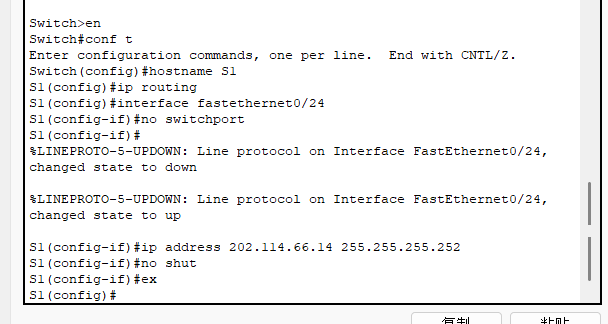 Switch>en
Switch#conf t
Enter configuration commands, one per line.  End with CNTL/Z.
Switch(config)#hostname S1
S1(config)#ip routing
S1(config)#interface fastethernet0/24
S1(config-if)#no switchport
S1(config-if)#
%LINEPROTO-5-UPDOWN: Line protocol on Interface FastEthernet0/24,
changed state to down
%LINEPROTO-5-UPDOWN: Line protocol on Interface FastEthernet0/24,
changed state to up
S1(config-if)#ip address 202.114.66.14 255.255.255.252
S1(config-if)#no shut
S1(config-if)#ex
S1(config)#
复制 粘贴